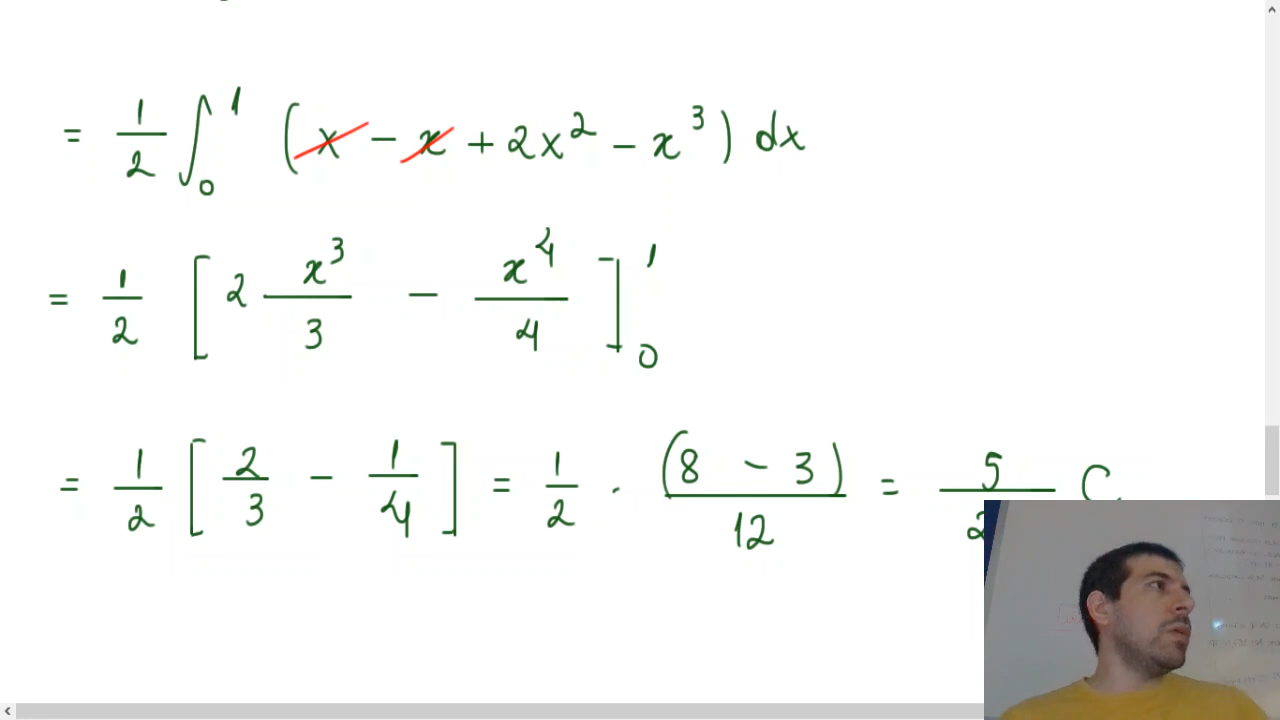 = 1/2 ∫₀¹ (x - x + 2x² - x³) dx
= 1/2 [2 x³/3 - x⁴/4]₀¹
= 1/2 [2/3 - 1/4] = 1/2 · (8 - 3)/12 = 5/2 C